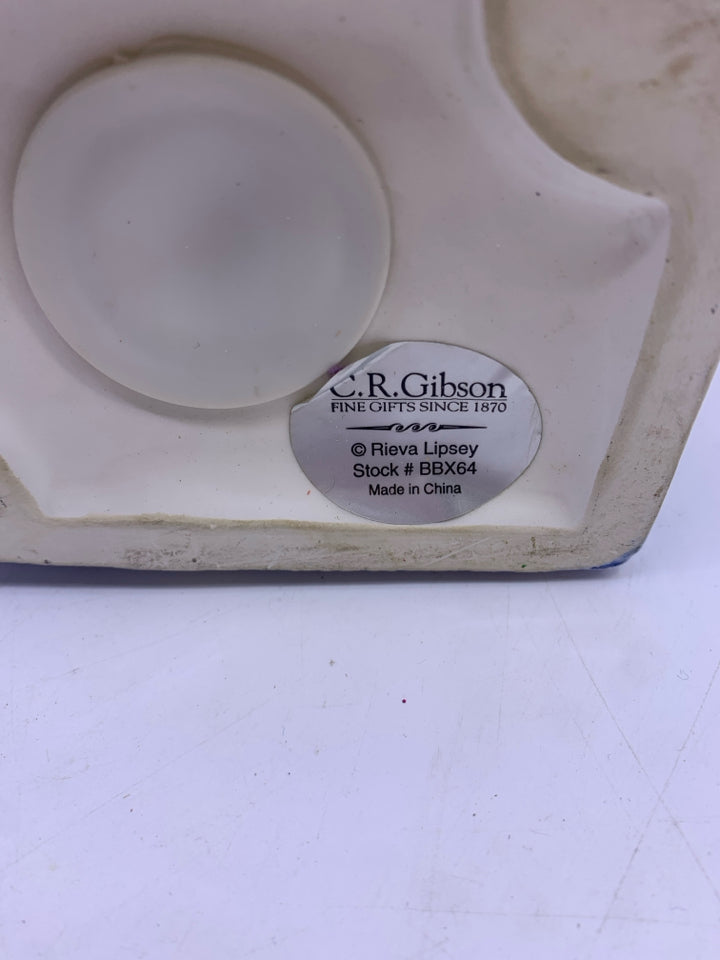 C.R.Gibson
FINE GIFTS SINCE 1870
© Rieva Lipsey
Stock # BBX64
Made in China